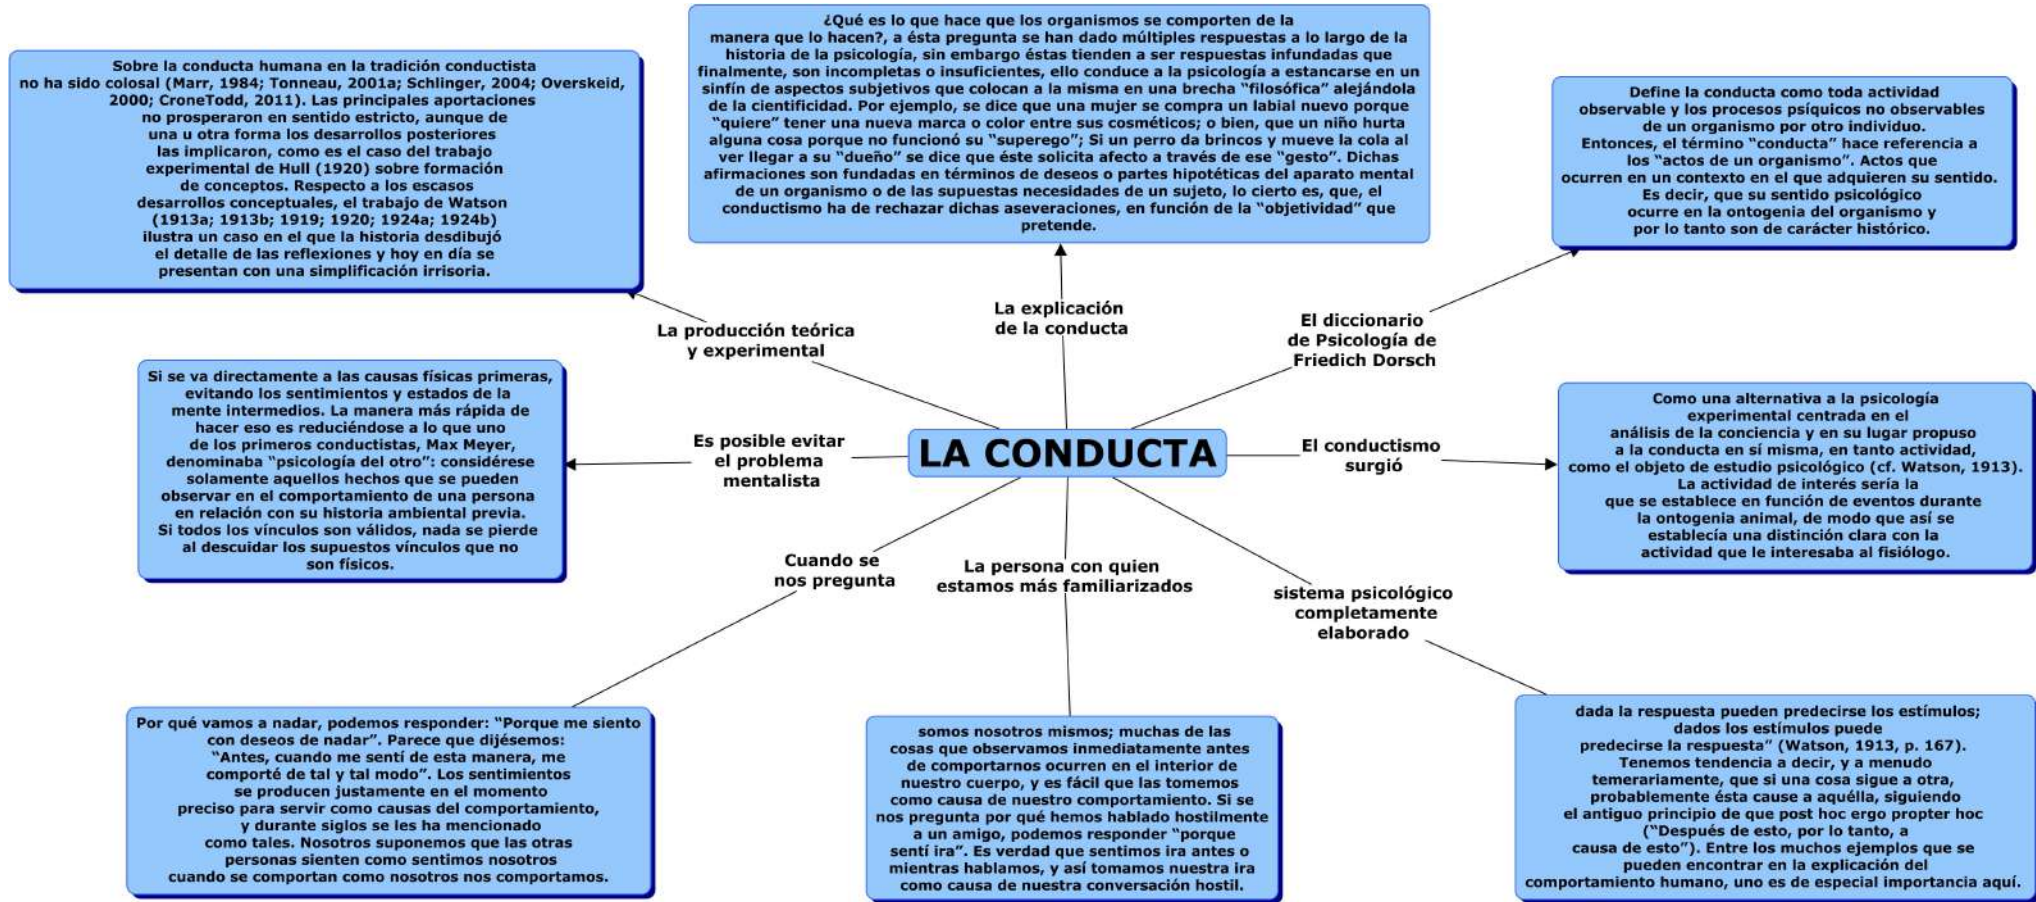 ¿Qué es lo que hace que los organismos se comporten de la
manera que lo hacen?, a ésta pregunta se han dado múltiples respuestas a lo largo de la
historia de la psicología, sin embargo éstas tienden a ser respuestas infundadas que
finalmente, son incompletas o insuficientes, ello conduce a la psicología a estancarse en un
sinfín de aspectos subjetivos que colocan a la misma en una brecha “filosófica” alejándola
de la cientificidad. Por ejemplo, se dice que una mujer se compra un labial nuevo porque
“quiere” tener una nueva marca o color entre sus cosméticos; o bien, que un niño hurta
alguna cosa porque no funcionó su “superego”; Si un perro da brincos y mueve la cola al
ver llegar a su “dueño” se dice que éste solicita afecto a través de ese “gesto”. Dichas
afirmaciones son fundadas en términos de deseos o partes hipotéticas del aparato mental
de un organismo o de las supuestas necesidades de un sujeto, lo cierto es, que, el
conductismo ha de rechazar dichas aseveraciones, en función de la “objetividad” que
pretende.
Sobre la conducta humana en la tradición conductista
no ha sido colosal (Marr, 1984; Tonneau, 2001a; Schlinger, 2004; Overskeid,
2000; CroneTodd, 2011). Las principales aportaciones
no prosperaron en sentido estricto, aunque de
una u otra forma los desarrollos posteriores
las implicaron, como es el caso del trabajo
experimental de Hull (1920) sobre formación
de conceptos. Respecto a los escasos
desarrollos conceptuales, el trabajo de Watson
(1913a; 1913b; 1919; 1920; 1924a; 1924b)
ilustra un caso en el que la historia desdibujó
el detalle de las reflexiones y hoy en día se
presentan con una simplificación irrisoria.
Define la conducta como toda actividad
observable y los procesos psíquicos no observables
de un organismo por otro individuo.
Entonces, el término “conducta” hace referencia a
los “actos de un organismo”. Actos que
ocurren en un contexto en el que adquieren su sentido.
Es decir, que su sentido psicológico
ocurre en la ontogenia del organismo y
por lo tanto son de carácter histórico.
La producción teórica
y experimental
La explicación
de la conducta
El diccionario
de Psicología de
Friedich Dorsch
Si se va directamente a las causas físicas primeras,
evitando los sentimientos y estados de la
mente intermedios. La manera más rápida de
hacer eso es reduciéndose a lo que uno
de los primeros conductistas, Max Meyer,
denominaba “psicología del otro”: considérese
solamente aquellos hechos que se pueden
observar en el comportamiento de una persona
en relación con su historia ambiental previa.
Si todos los vínculos son válidos, nada se pierde
al descuidar los supuestos vínculos que no
son físicos.
Es posible evitar
el problema
mentalista
LA CONDUCTA
El conductismo
surgió
Como una alternativa a la psicología
experimental centrada en el
análisis de la conciencia y en su lugar propuso
a la conducta en sí misma, en tanto actividad,
como el objeto de estudio psicológico (cf. Watson, 1913).
La actividad de interés sería la
que se establece en función de eventos durante
la ontogenia animal, de modo que así se
establecía una distinción clara con la
actividad que le interesaba al fisiólogo.
Cuando se
nos pregunta
La persona con quien
estamos más familiarizados
sistema psicológico
completamente
elaborado
Por qué vamos a nadar, podemos responder: “Porque me siento
con deseos de nadar”. Parece que dijésemos:
“Antes, cuando me sentí de esta manera, me
comporté de tal y tal modo”. Los sentimientos
se producen justamente en el momento
preciso para servir como causas del comportamiento,
y durante siglos se les ha mencionado
como tales. Nosotros suponemos que las otras
personas sienten como sentimos nosotros
cuando se comportan como nosotros nos comportamos.
somos nosotros mismos; muchas de las
cosas que observamos inmediatamente antes
de comportarnos ocurren en el interior de
nuestro cuerpo, y es fácil que las tomemos
como causa de nuestro comportamiento. Si se
nos pregunta por qué hemos hablado hostilmente
a un amigo, podemos responder “porque
sentí ira”. Es verdad que sentimos ira antes o
mientras hablamos, y así tomamos nuestra ira
como causa de nuestra conversación hostil.
dada la respuesta pueden predecirse los estímulos;
dados los estímulos puede
predecirse la respuesta” (Watson, 1913, p. 167).
Tenemos tendencia a decir, y a menudo
temerariamente, que si una cosa sigue a otra,
probablemente ésta cause a aquélla, siguiendo
el antiguo principio de que post hoc ergo propter hoc
(“Después de esto, por lo tanto, a
causa de esto”). Entre los muchos ejemplos que se
pueden encontrar en la explicación del
comportamiento humano, uno es de especial importancia aquí.